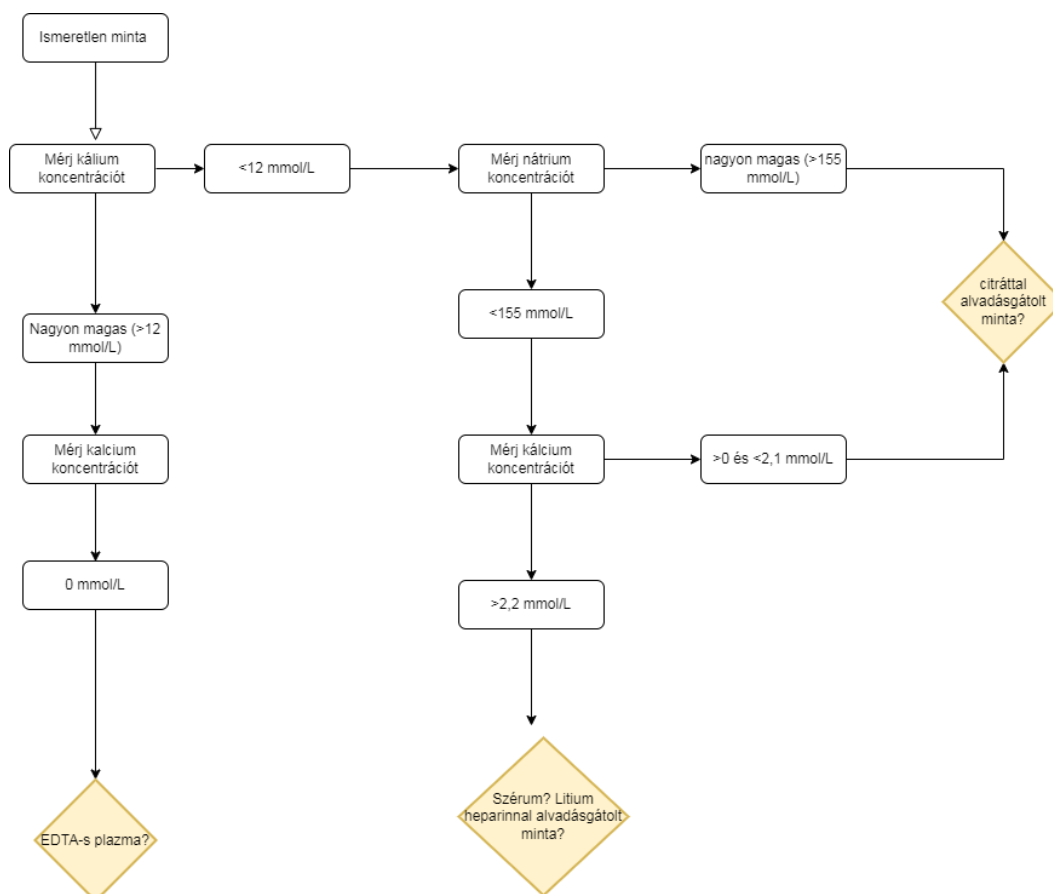 Ismeretlen minta
Mérj kálium
koncentrációt
<12 mmol/L
Mérj nátrium
koncentrációt
nagyon magas (>155
mmol/L)
citráttal
alvadásgátolt
minta?
<155 mmol/L
Nagyon magas (>12
mmol/L)
Mérj kalcium
koncentrációt
Mérj kálcium
koncentrációt
>0 és <2,1 mmol/L
0 mmol/L
>2,2 mmol/L
Szérum? Litium
heparinnal alvadásgátolt
minta?
EDTA-s plazma?